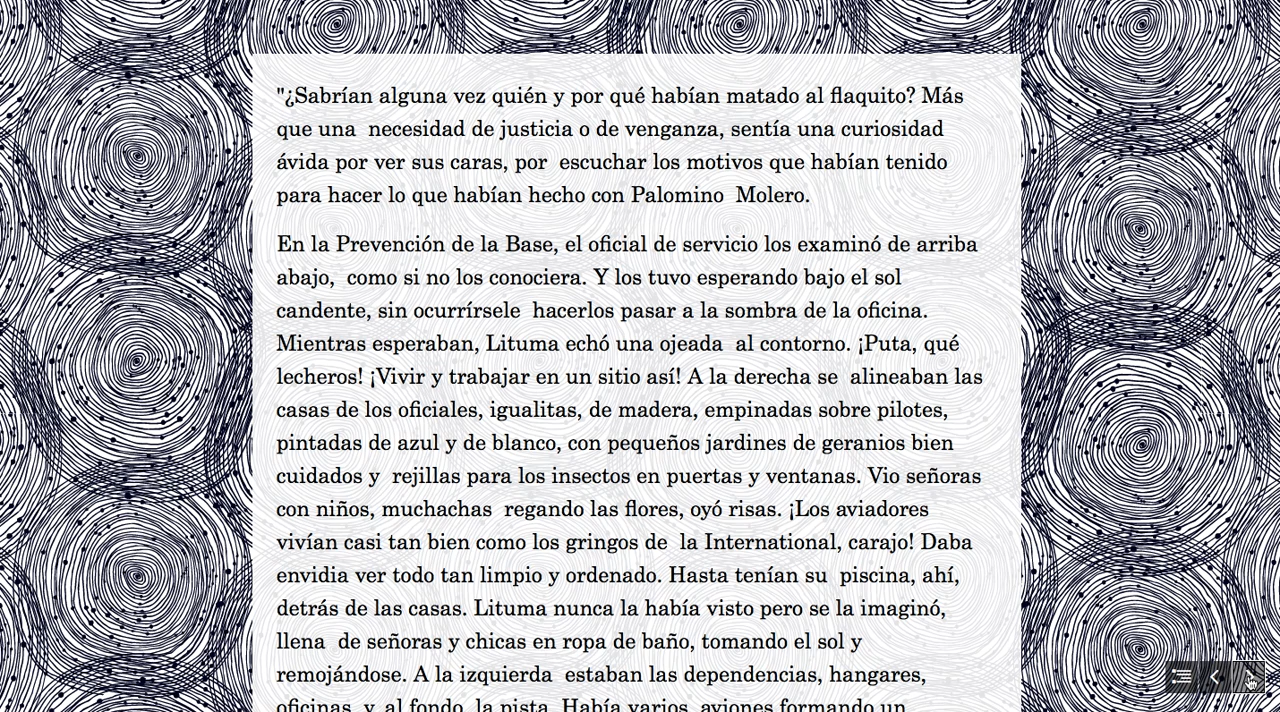 "¿Sabrían alguna vez quién y por qué habían matado al flaquito? Más
que una  necesidad de justicia o de venganza, sentía una curiosidad
ávida por ver sus caras, por  escuchar los motivos que habían tenido
para hacer lo que habían hecho con Palomino  Molero.
En la Prevención de la Base, el oficial de servicio los examinó de arriba
abajo,  como si no los conociera. Y los tuvo esperando bajo el sol
candente, sin ocurrírsele  hacerlos pasar a la sombra de la oficina.
Mientras esperaban, Lituma echó una ojeada  al contorno. ¡Puta, qué
lecheros! ¡Vivir y trabajar en un sitio así! A la derecha se  alineaban las
casas de los oficiales, igualitas, de madera, empinadas sobre pilotes,
pintadas de azul y de blanco, con pequeños jardines de geranios bien
cuidados y  rejillas para los insectos en puertas y ventanas. Vio señoras
con niños, muchachas  regando las flores, oyó risas. ¡Los aviadores
vivían casi tan bien como los gringos de  la International, carajo! Daba
envidia ver todo tan limpio y ordenado. Hasta tenían su  piscina, ahí,
detrás de las casas. Lituma nunca la había visto pero se la imaginó,
llena  de señoras y chicas en ropa de baño, tomando el sol y
remojándose. A la izquierda  estaban las dependencias, hangares,
oficinas, y, al fondo, la pista. Había varios  aviones formando un